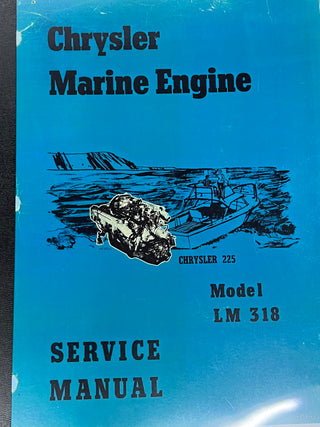 Chrysler
Marine Engine
CHRYSLER 225
Model
LM 318
SERVICE
MANUAL